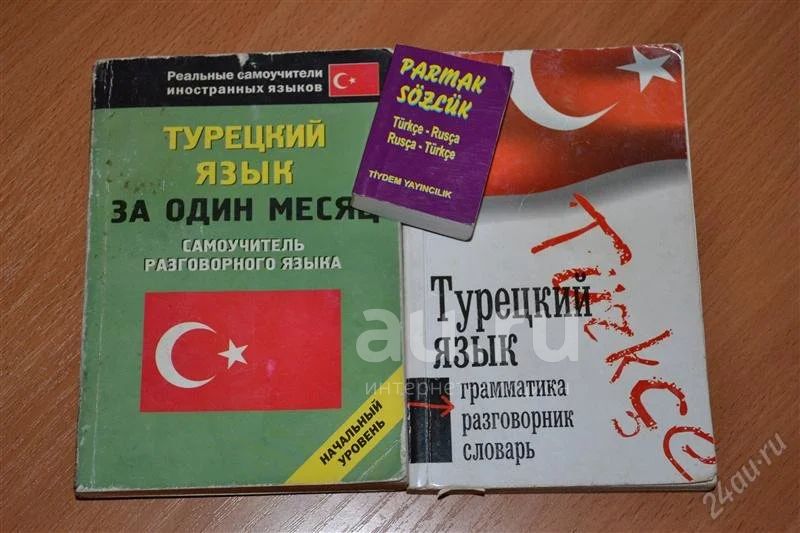 Реальные самоучители
иностранных языков
ТУРЕЦКИЙ
ЯЗЫК
ЗА ОДИН МЕСЯЦ
САМОУЧИТЕЛЬ
РАЗГОВОРНОГО ЯЗЫКА
НАЧАЛЬНЫЙ
УРОВЕНЬ
PARMAK
SÖZLÜK
Türkçe - Rusça
Rusça - Türkçe
TİYDEM YAYINCILIK
Türkçe
Турецкий
язык
грамматика
разговорник
словарь
au.ru
24au.ru